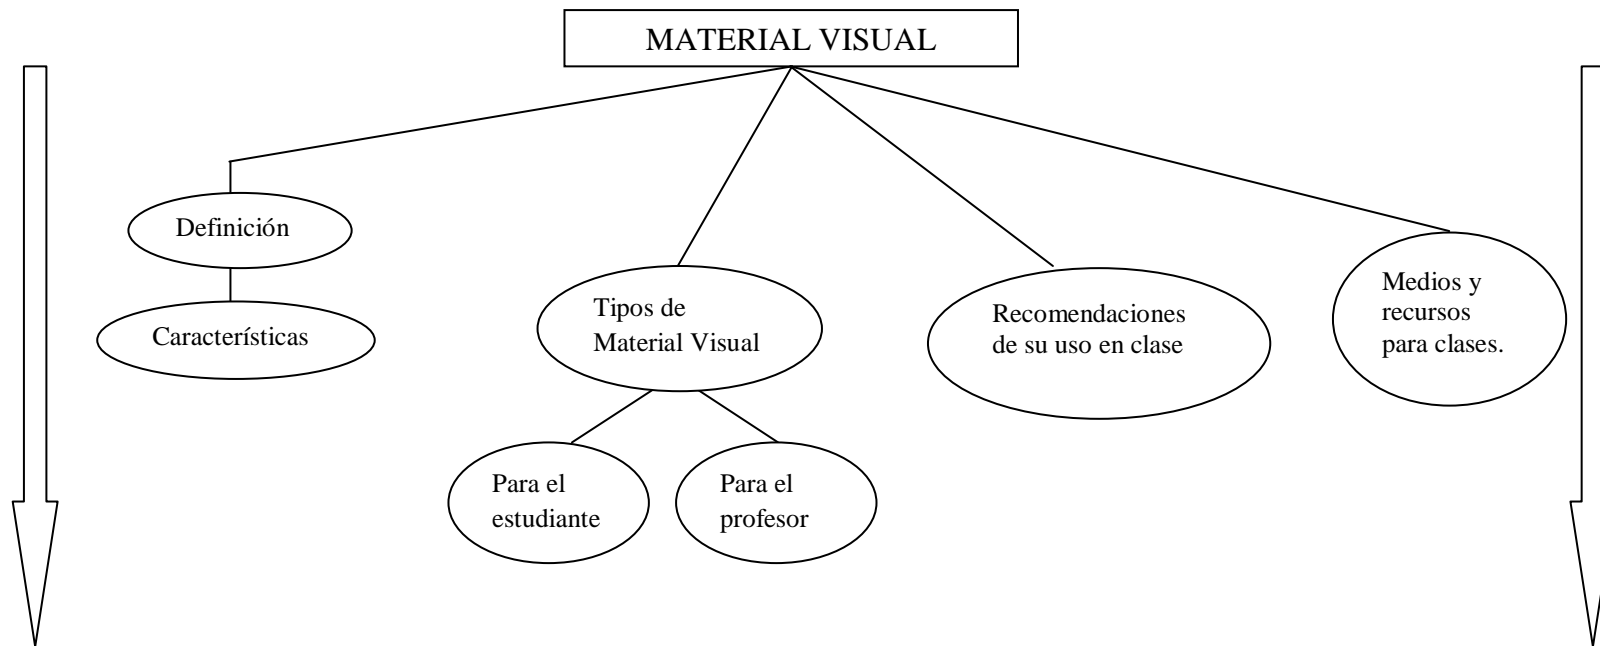 MATERIAL VISUAL
Definición
Característicás
Tipos de
Material Visual
Para el
estudiante
Para el
profesor
Recomendaciones
de su uso en clase
Medios y
recursos
para clases.